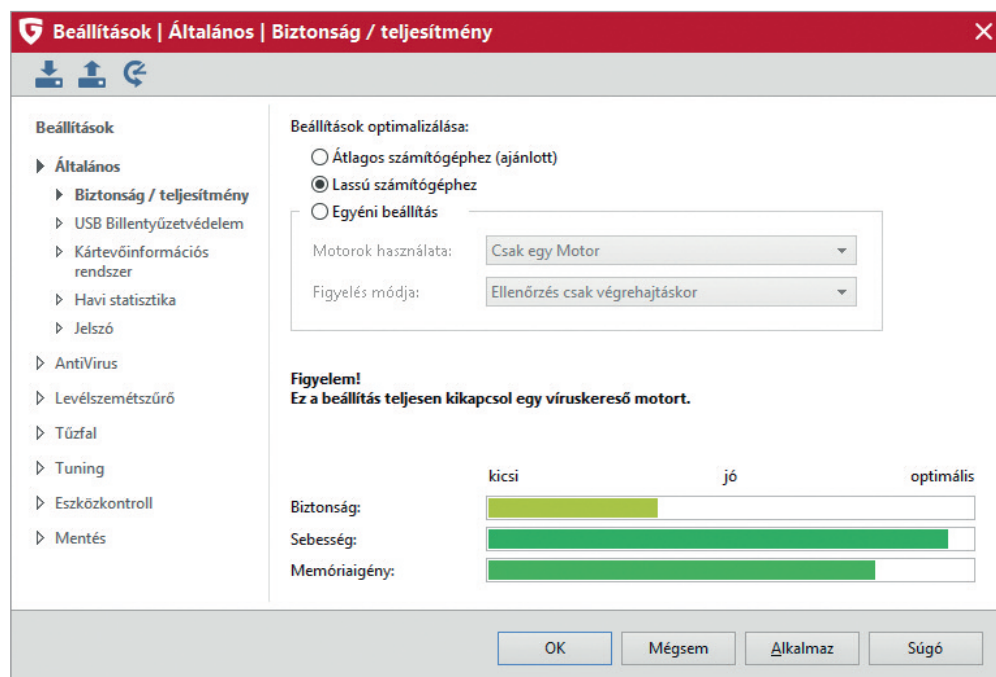 Beállítások | Általános | Biztonság / teljesítmény
Beállítások
Általános
Biztonság / teljesítmény
USB Billentyűzetvédelem
Kártevőinformációs
rendszer
Havi statisztika
Jelszó
AntiVirus
Levélszemétszűrő
Tűzfal
Tuning
Eszközkontroll
Mentés
Beállítások optimalizálása:
Átlagos számítógéphez (ajánlott)
Lassú számítógéphez
Egyéni beállítás
Motorok használata: Csak egy Motor
Figyelés módja: Ellenőrzés csak végrehajtáskor
Figyelem!
Ez a beállítás teljesen kikapcsol egy víruskereső motort.
kicsi jó optimális
Biztonság:
Sebesség:
Memóriaigény:
OK Mégsem Alkalmaz Súgó